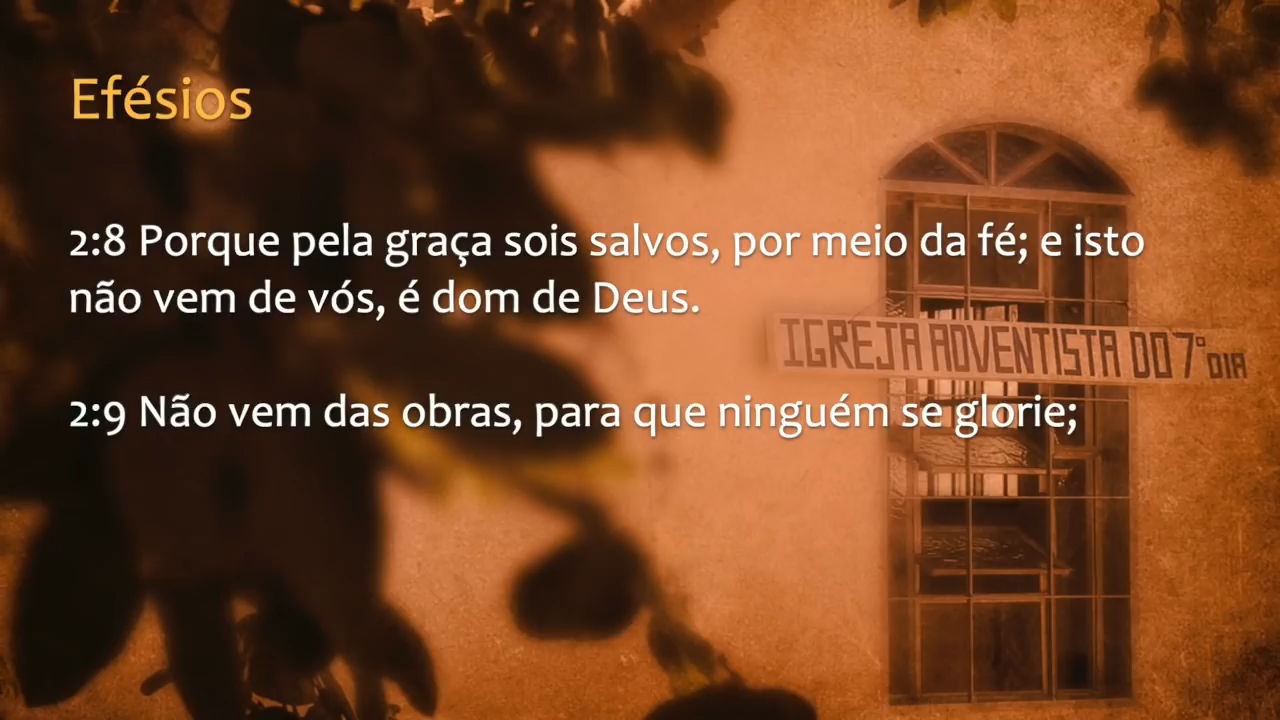 Efésios
2:8 Porque pela graça sois salvos, por meio da fé; e isto
não vem de vós, é dom de Deus.
IGREJA ADVENTISTA DO 7° DIA
2:9 Não vem das obras, para que ninguém se glorie;